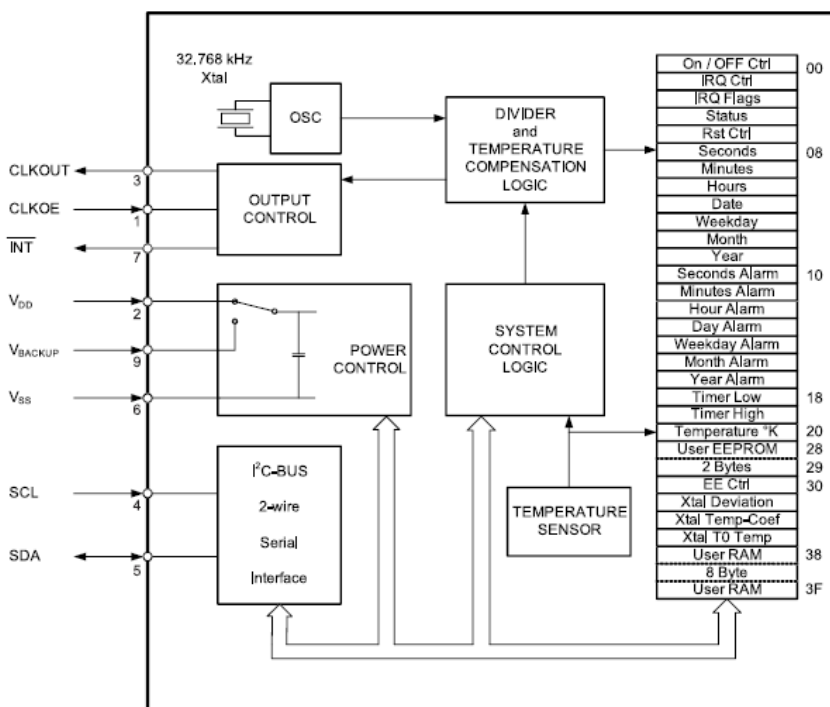 32.768 kHz
Xtal
OSC
DIVIDER
and
TEMPERATURE
COMPENSATION
LOGIC
CLKOUT
3
CLKOE
1
INT
7
OUTPUT
CONTROL
VDD
2
VBACKUP
9
VSS
6
POWER
CONTROL
SYSTEM
CONTROL
LOGIC
SCL
4
SDA
5
I²C-BUS
2-wire
Serial
Interface
TEMPERATURE
SENSOR
On / OFF Ctrl 00
IRQ Ctrl
IRQ Flags
Status
Rst Ctrl
Seconds 08
Minutes
Hours
Date
Weekday
Month
Year
Seconds Alarm 10
Minutes Alarm
Hour Alarm
Day Alarm
Weekday Alarm
Month Alarm
Year Alarm
Timer Low 18
Timer High
Temperature °K 20
User EEPROM 28
2 Bytes 29
EE Ctrl 30
Xtal Deviation
Xtal Temp-Coef
Xtal T0 Temp
User RAM 38
8 Byte
User RAM 3F